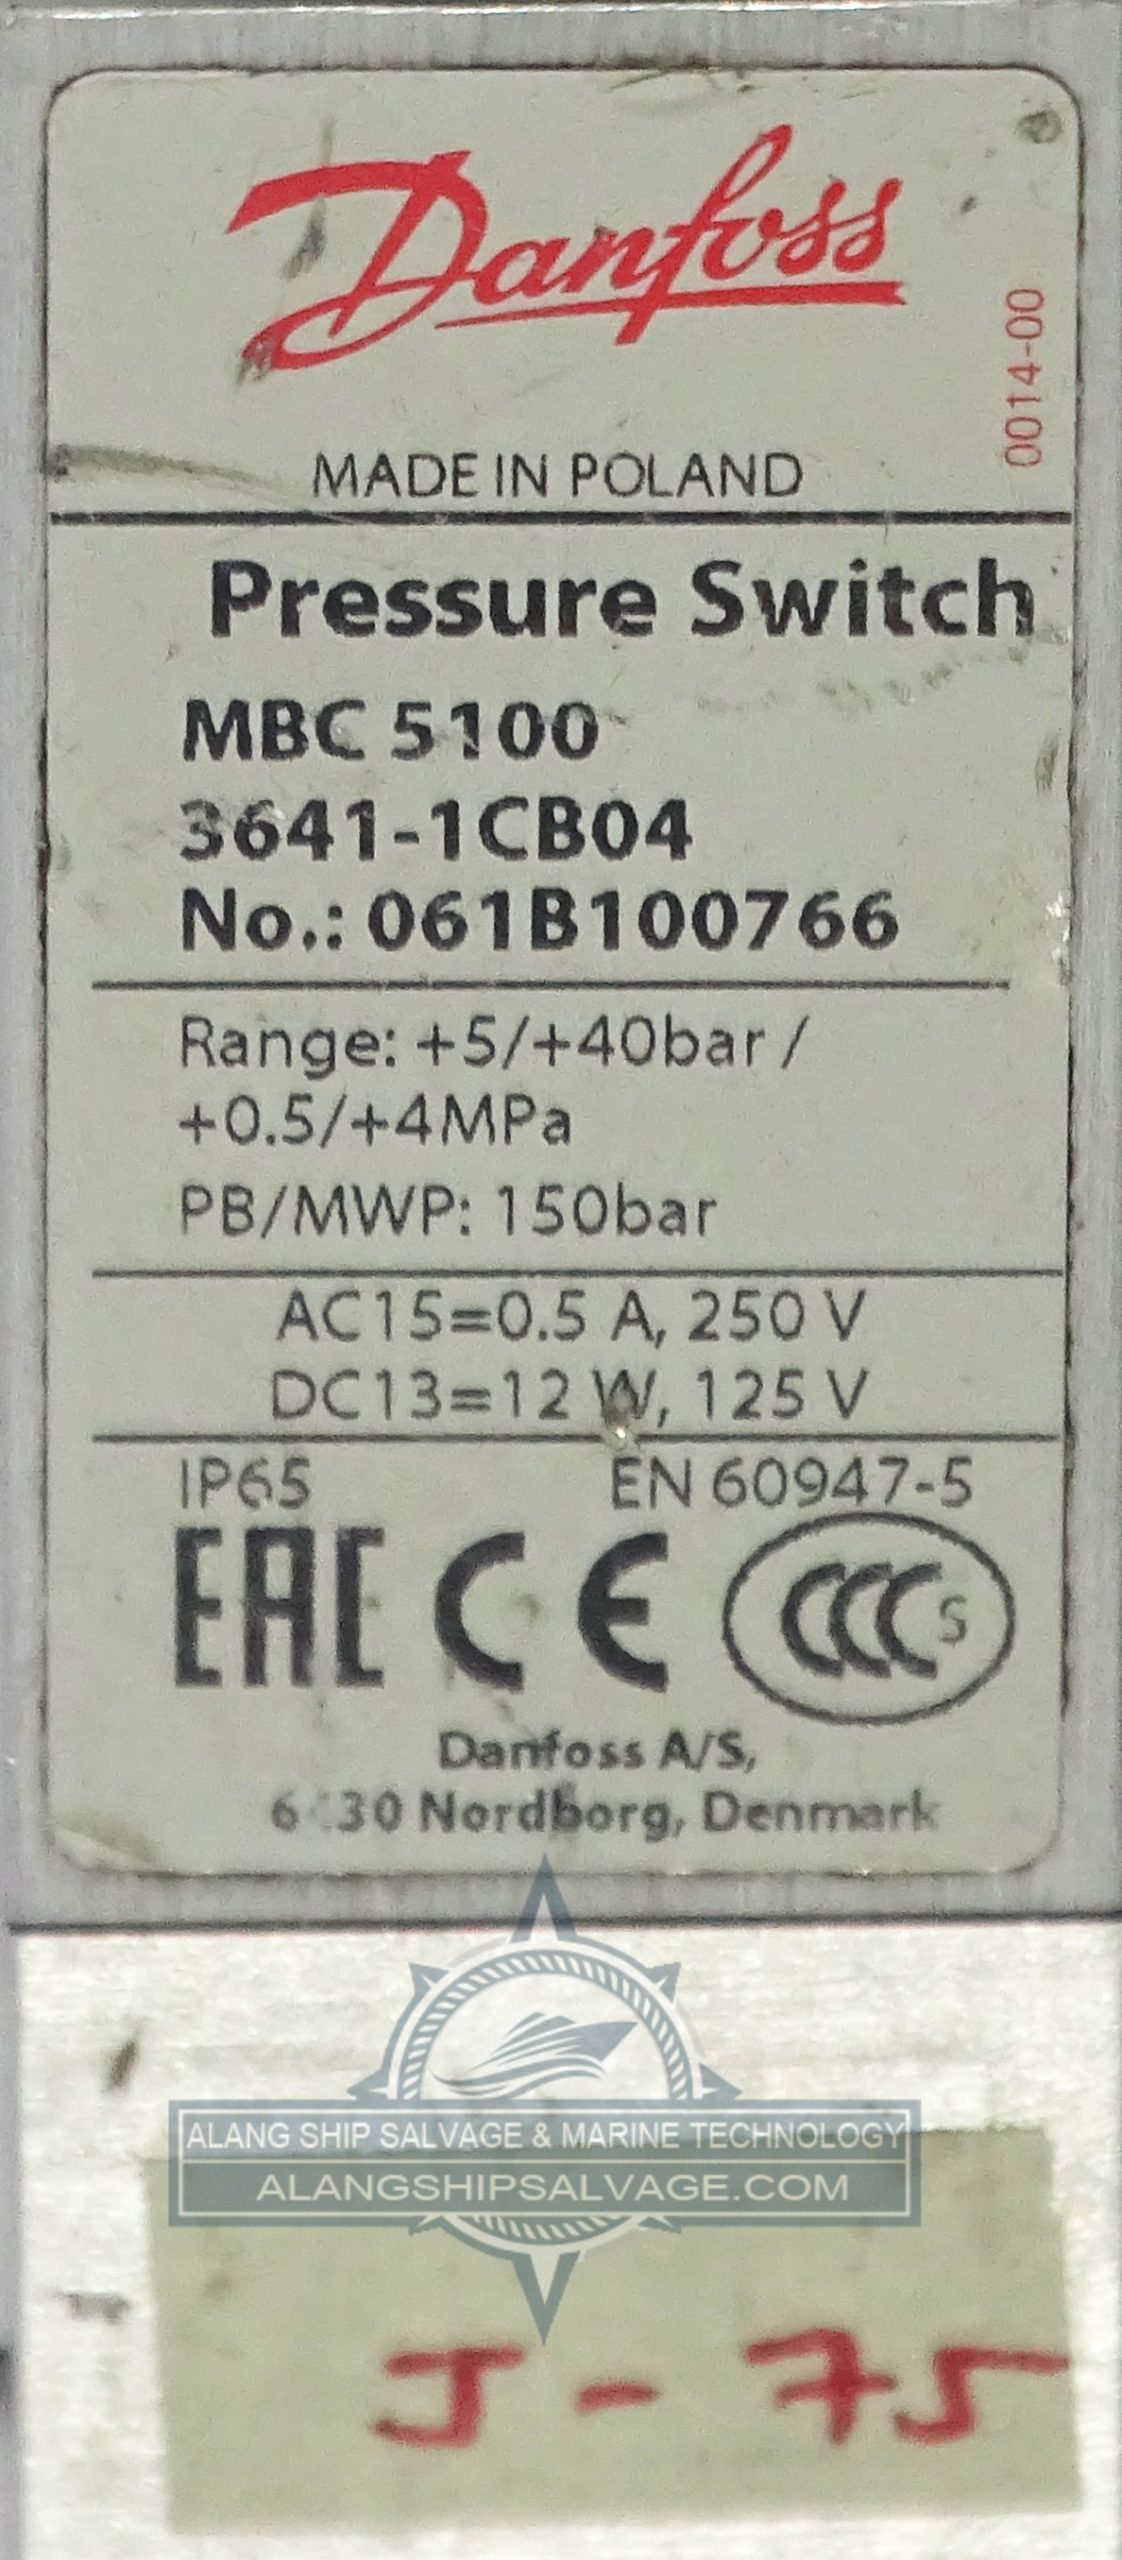 Danfoss
0014-00
MADE IN POLAND
Pressure Switch
MBC 5100
3641-1CB04
No.: 061B100766
Range: +5/+40bar /
+0.5/+4MPa
PB/MWP: 150bar
AC15=0.5 A, 250 V
DC13=12 W, 125 V
IP65 EN 60947-5
EAC CE CCC S
Danfoss A/S,
Nordborg, Denmark
ALANG SHIP SALVAGE & MARINE TECHNOLOGY
ALANGSHIPSALVAGE.COM
J-75